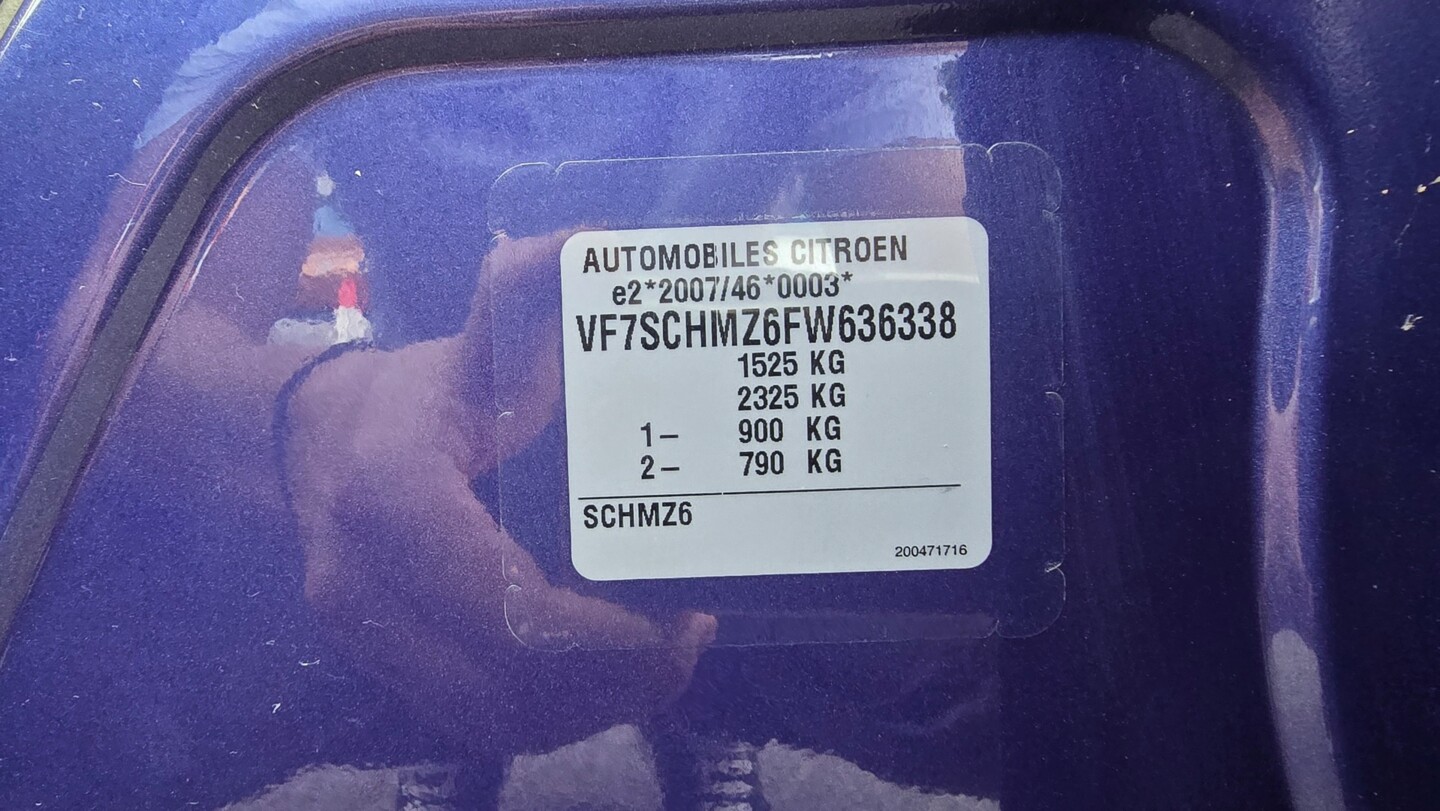 AUTOMOBILES CITROEN
e2*2007/46*0003*
VF7SCHMZ6FW636338
1525 KG
2325 KG
1– 900 KG
2– 790 KG
SCHMZ6
200471716